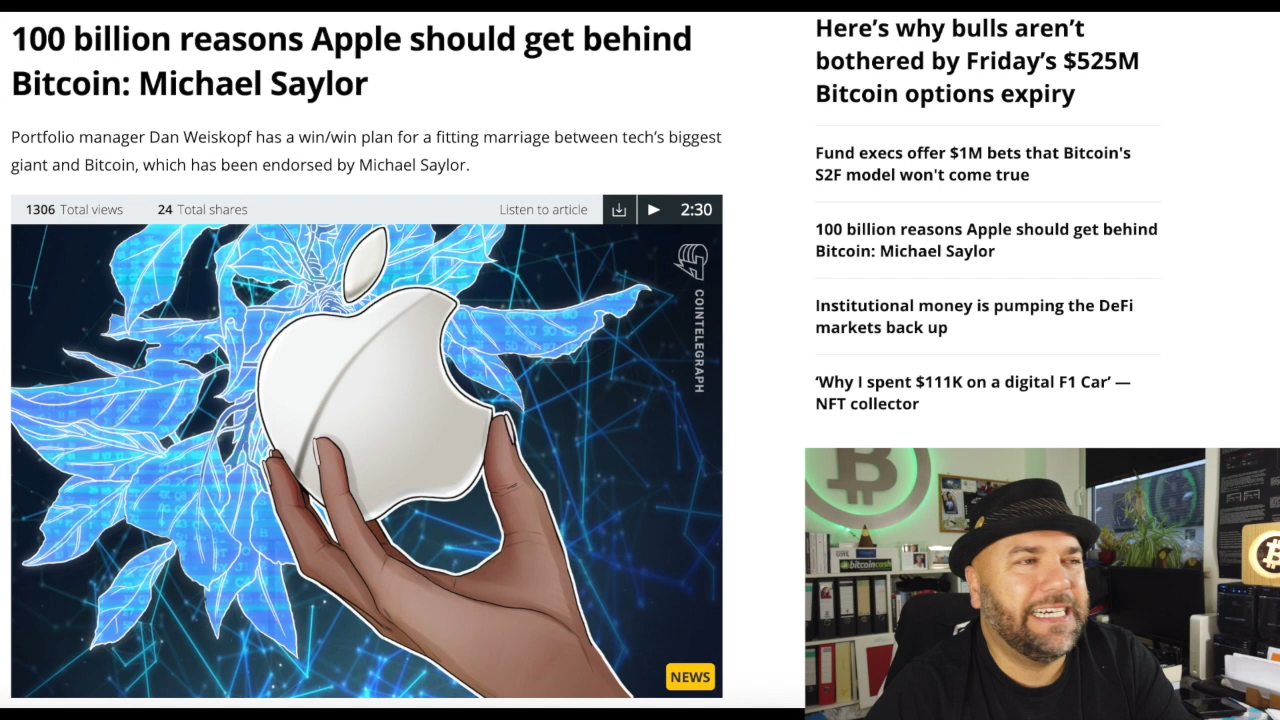 100 billion reasons Apple should get behind
Bitcoin: Michael Saylor
Portfolio manager Dan Weiskopf has a win/win plan for a fitting marriage between tech’s biggest
giant and Bitcoin, which has been endorsed by Michael Saylor.
1306 Total views 24 Total shares Listen to article 2:30
COINTELEGRAPH
NEWS
Here’s why bulls aren’t
bothered by Friday’s $525M
Bitcoin options expiry
Fund execs offer $1M bets that Bitcoin's
S2F model won't come true
100 billion reasons Apple should get behind
Bitcoin: Michael Saylor
Institutional money is pumping the DeFi
markets back up
‘Why I spent $111K on a digital F1 Car’ —
NFT collector
bitcoincash